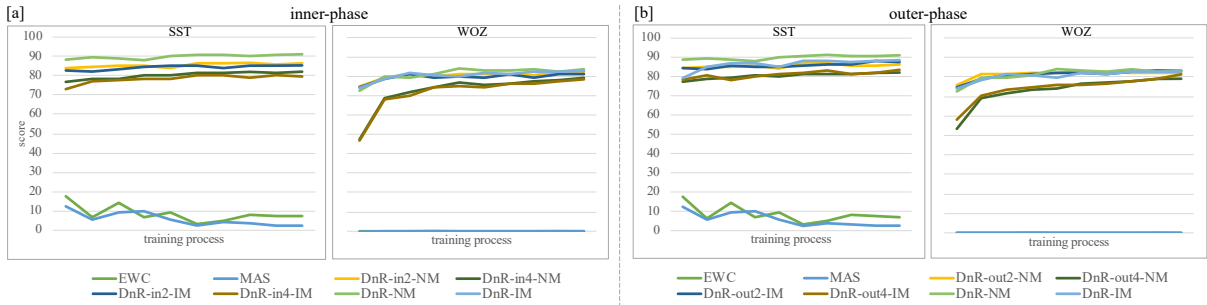 [a] inner-phase
SST WOZ
100
90
80
70
60
50
40
30
20
10
0
score
training process training process
EWC MAS DnR-in2-NM DnR-in4-NM
DnR-in2-IM DnR-in4-IM DnR-NM DnR-IM
[b] outer-phase
SST WOZ
100
90
80
70
60
50
40
30
20
10
0
training process training process
EWC MAS DnR-out2-NM DnR-out4-NM
DnR-out2-IM DnR-out4-IM DnR-NM DnR-IM